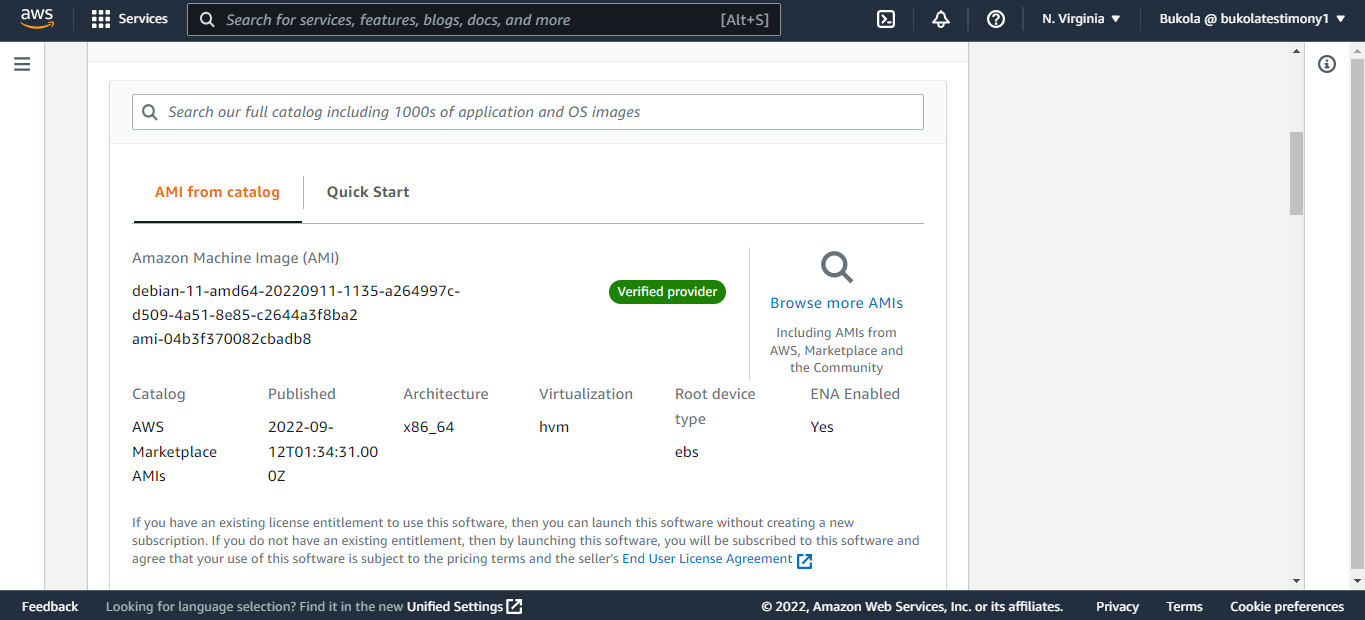 aws
Services
Search for services, features, blogs, docs, and more
[Alt+S]
N. Virginia
Bukola @ bukolatestimony1
Search our full catalog including 1000s of application and OS images
AMI from catalog
Quick Start
Amazon Machine Image (AMI)
debian-11-amd64-20220911-1135-a264997c-
d509-4a51-8e85-c2644a3f8ba2
ami-04b3f370082cbadb8
Verified provider
Browse more AMIs
Including AMIs from
AWS, Marketplace and
the Community
Catalog
AWS
Marketplace
AMIs
Published
2022-09-
12T01:34:31.00
0Z
Architecture
x86_64
Virtualization
hvm
Root device
type
ebs
ENA Enabled
Yes
If you have an existing license entitlement to use this software, then you can launch this software without creating a new
subscription. If you do not have an existing entitlement, then by launching this software, you will be subscribed to this software and
agree that your use of this software is subject to the pricing terms and the seller's End User License Agreement
Feedback
Looking for language selection? Find it in the new Unified Settings
© 2022, Amazon Web Services, Inc. or its affiliates.
Privacy
Terms
Cookie preferences